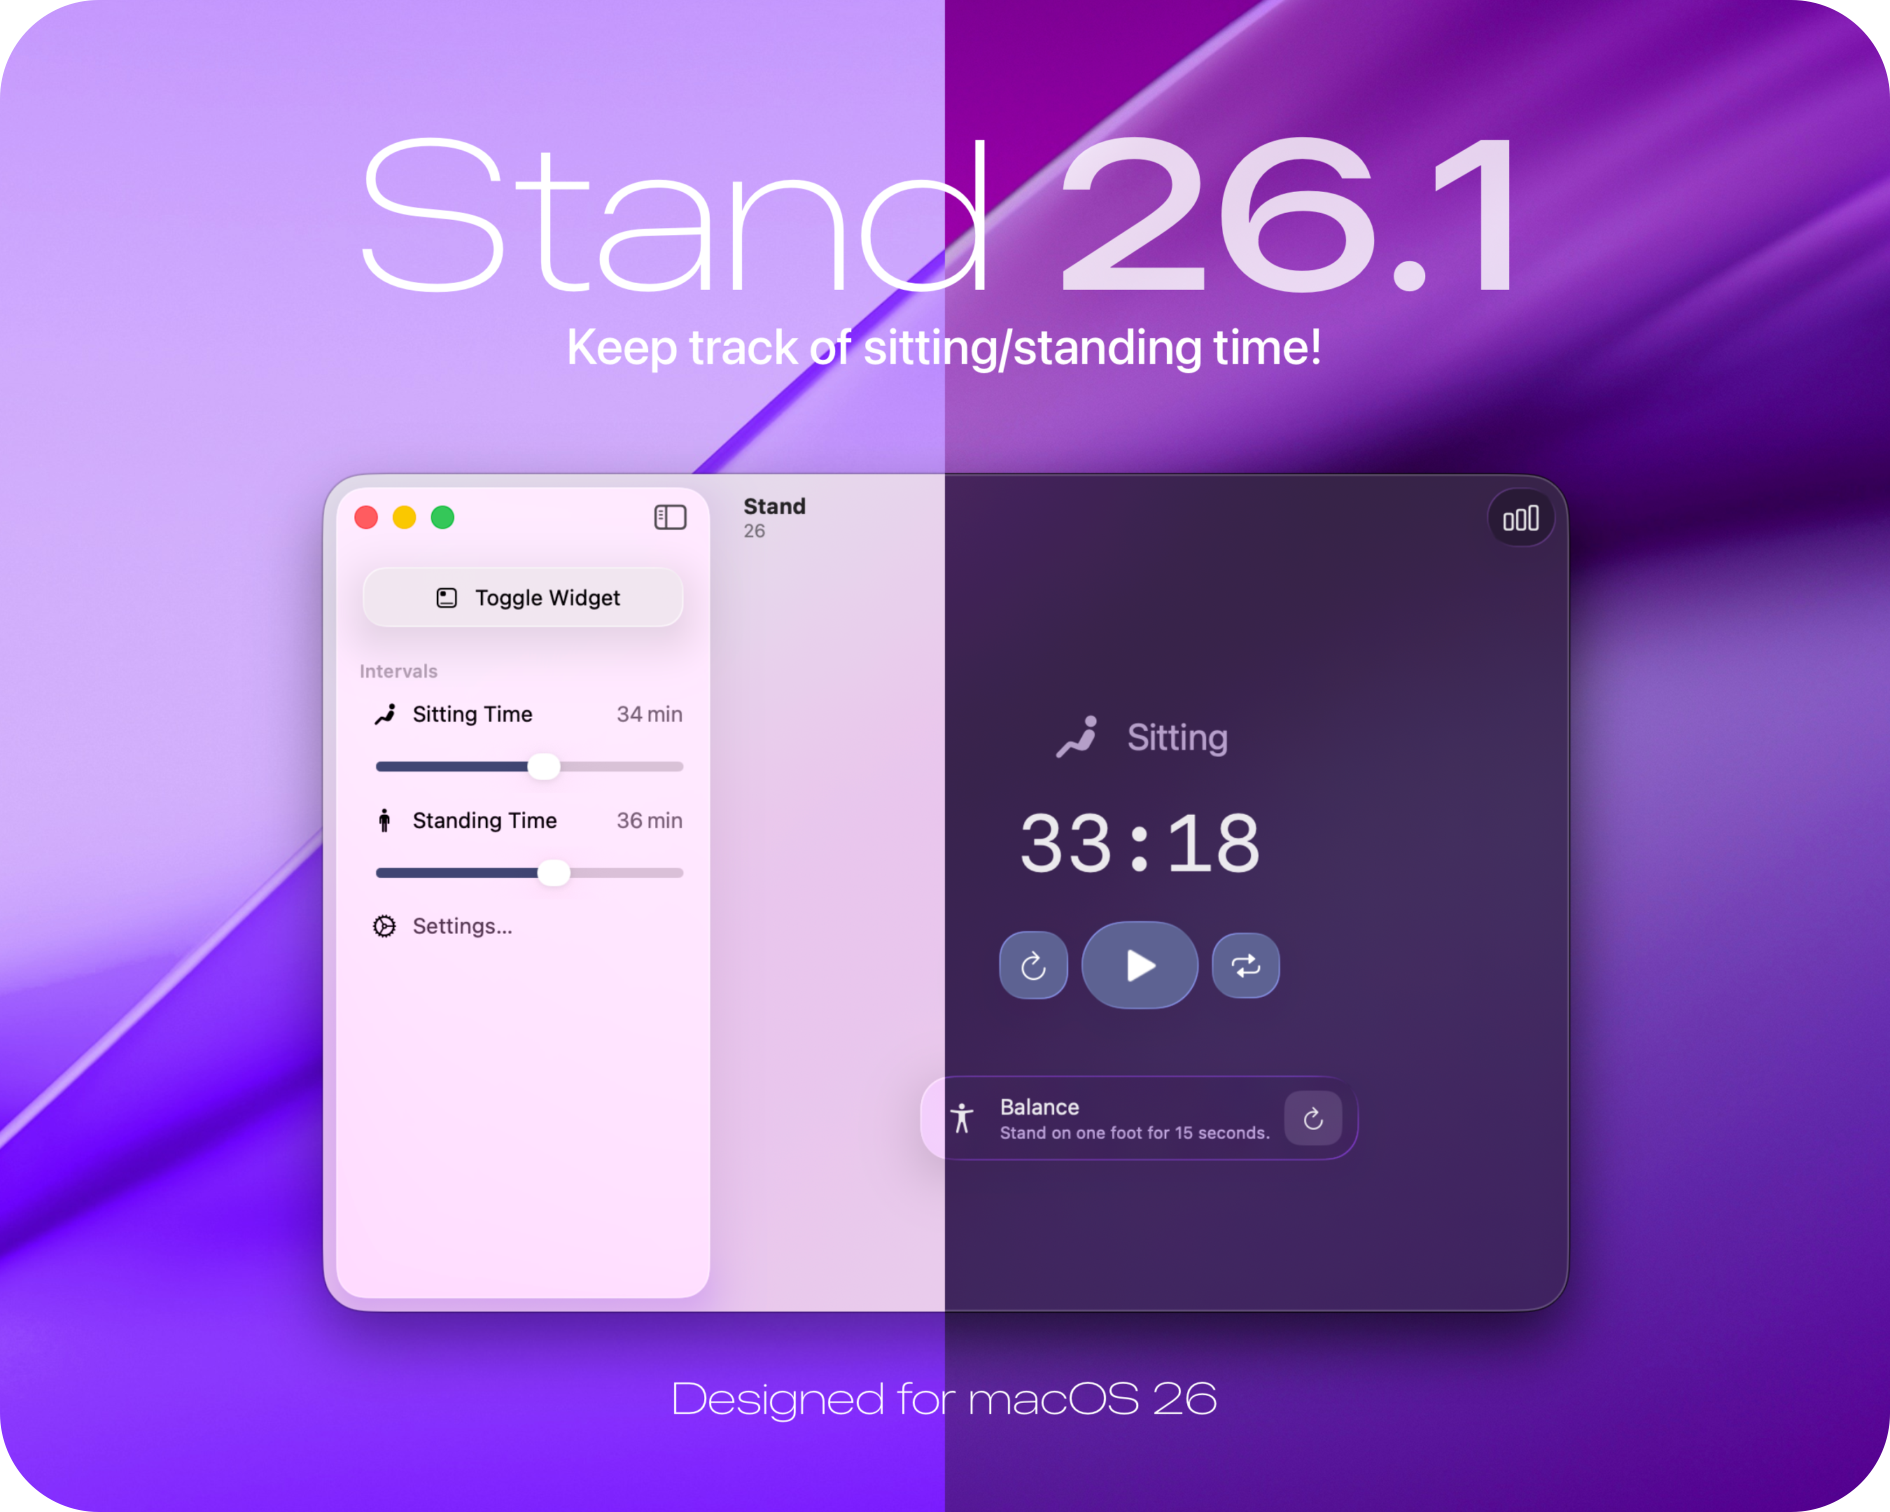 Stand 26.1
Keep track of sitting/standing time!
Stand
26
Toggle Widget
Intervals
Sitting Time 34 min
Standing Time 36 min
Settings...
Sitting
33:18
Balance
Stand on one foot for 15 seconds.
Designed for macOS 26